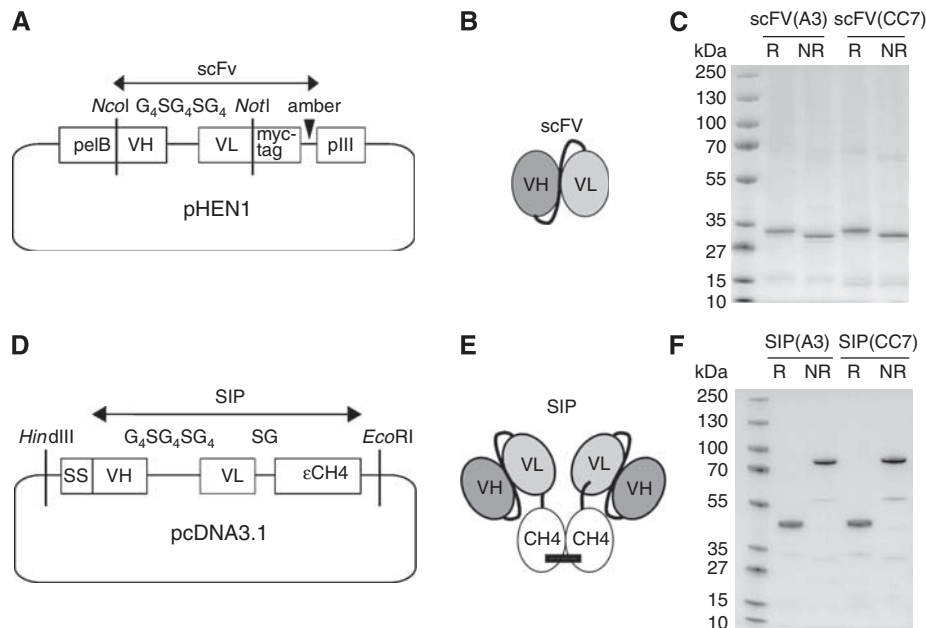 A
scFv
NcoI G₄SG₄SG₄ NotI amber
pelB VH VL myc-tag pIII
pHEN1
B
scFV
VH VL
C
scFV(A3) scFV(CC7)
kDa R NR R NR
250
130
100
70
55
35
27
15
10
D
SIP
HindIII G₄SG₄SG₄ SG EcoRI
SS VH VL εCH4
pcDNA3.1
E
SIP
VL VL
VH VH
CH4 CH4
F
SIP(A3) SIP(CC7)
kDa R NR R NR
250
130
100
70
55
35
27
15
10